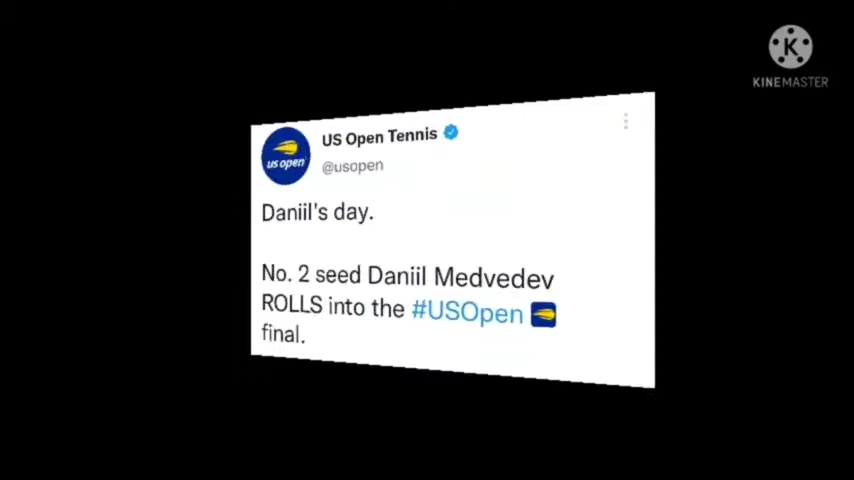 KINEMASTER
US Open Tennis
us open
@usopen
Daniil's day.
No. 2 seed Daniil Medvedev
ROLLS into the #USOpen
final.